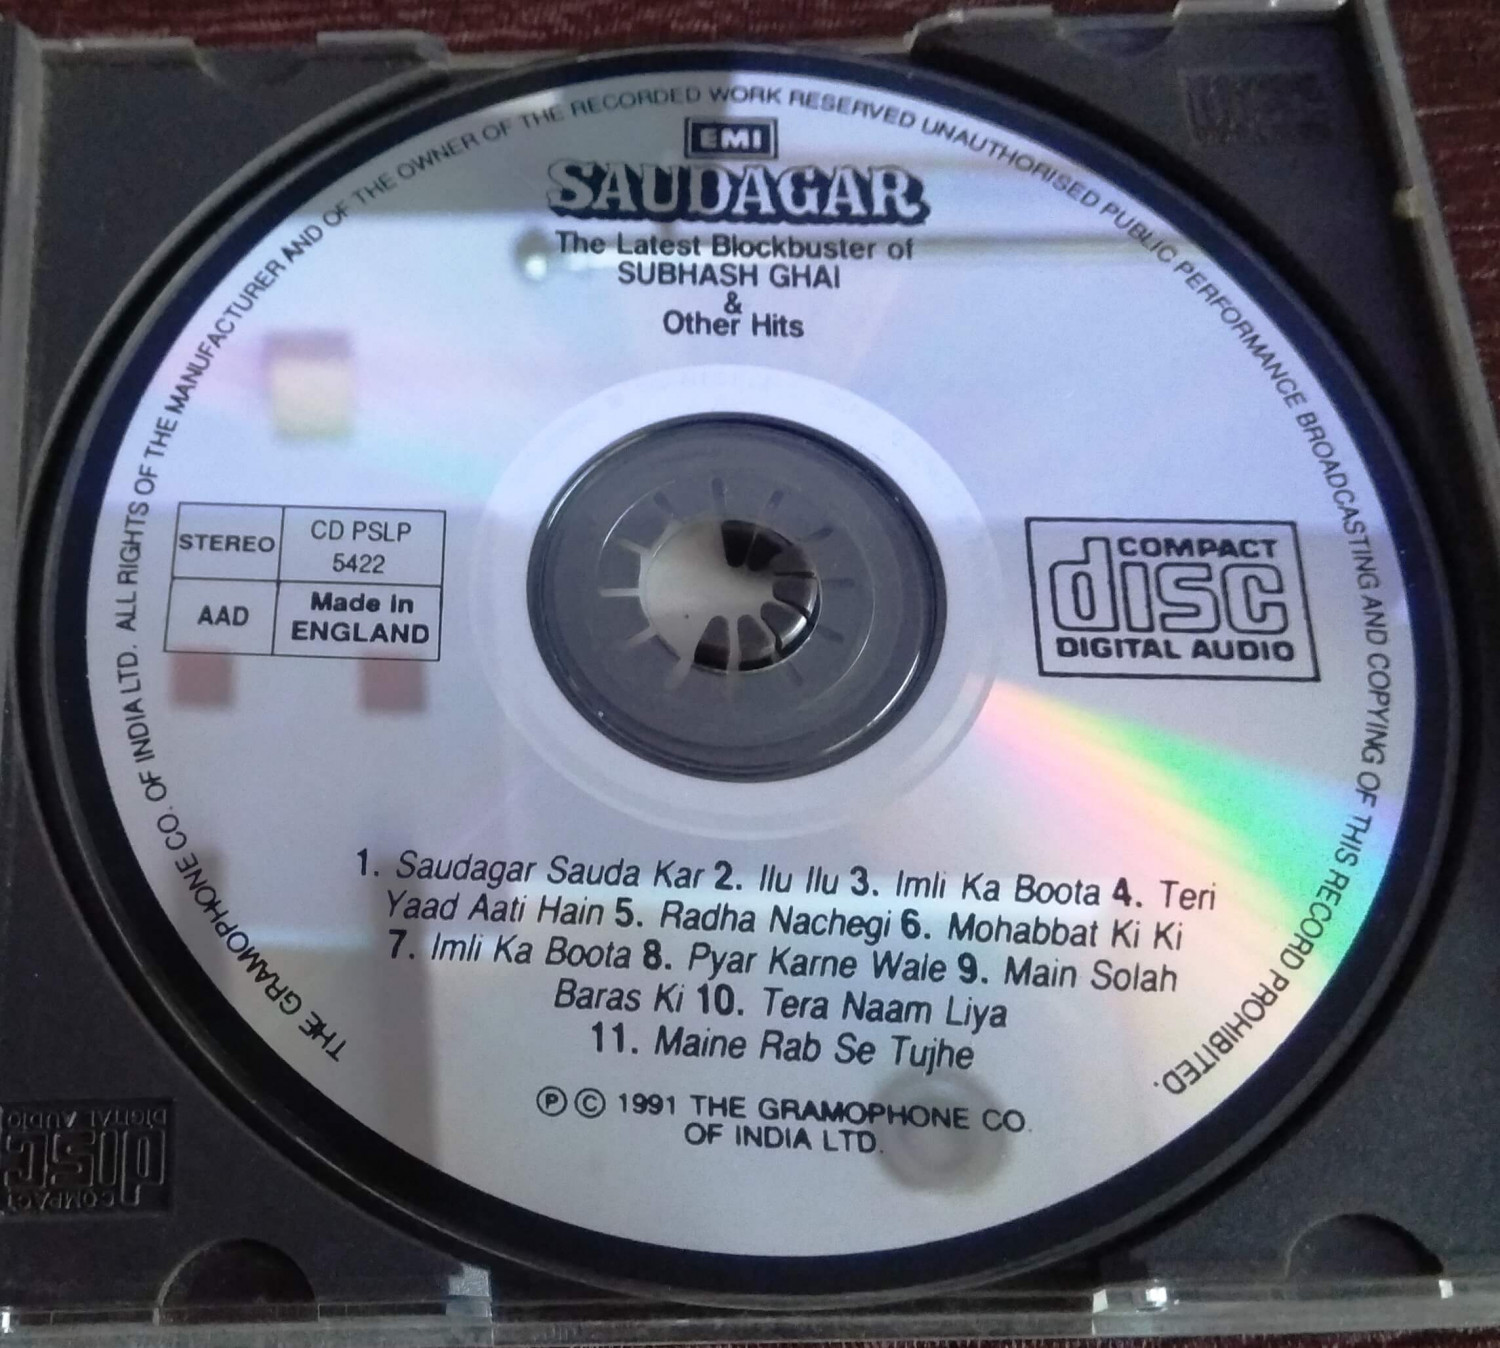 THE GRAMOPHONE CO. OF INDIA LTD. ALL RIGHTS OF THE MANUFACTURER AND OF THE OWNER OF THE RECORDED WORK RESERVED UNAUTHORISED PUBLIC PERFORMANCE BROADCASTING AND COPYING OF THIS RECORD PROHIBITED.
EMI
SAUDAGAR
The Latest Blockbuster of
SUBHASH GHAI
&
Other Hits
STEREO
CD PSLP
5422
AAD
Made in
ENGLAND
COMPACT
disc
DIGITAL AUDIO
1. Saudagar Sauda Kar 2. Ilu Ilu 3. Imli Ka Boota 4. Teri
Yaad Aati Hain 5. Radha Nachegi 6. Mohabbat Ki Ki
7. Imli Ka Boota 8. Pyar Karne Wale 9. Main Solah
Baras Ki 10. Tera Naam Liya
11. Maine Rab Se Tujhe
Ⓟ © 1991 THE GRAMOPHONE CO.
OF INDIA LTD.
COMPACT
disc
DIGITAL AUDIO